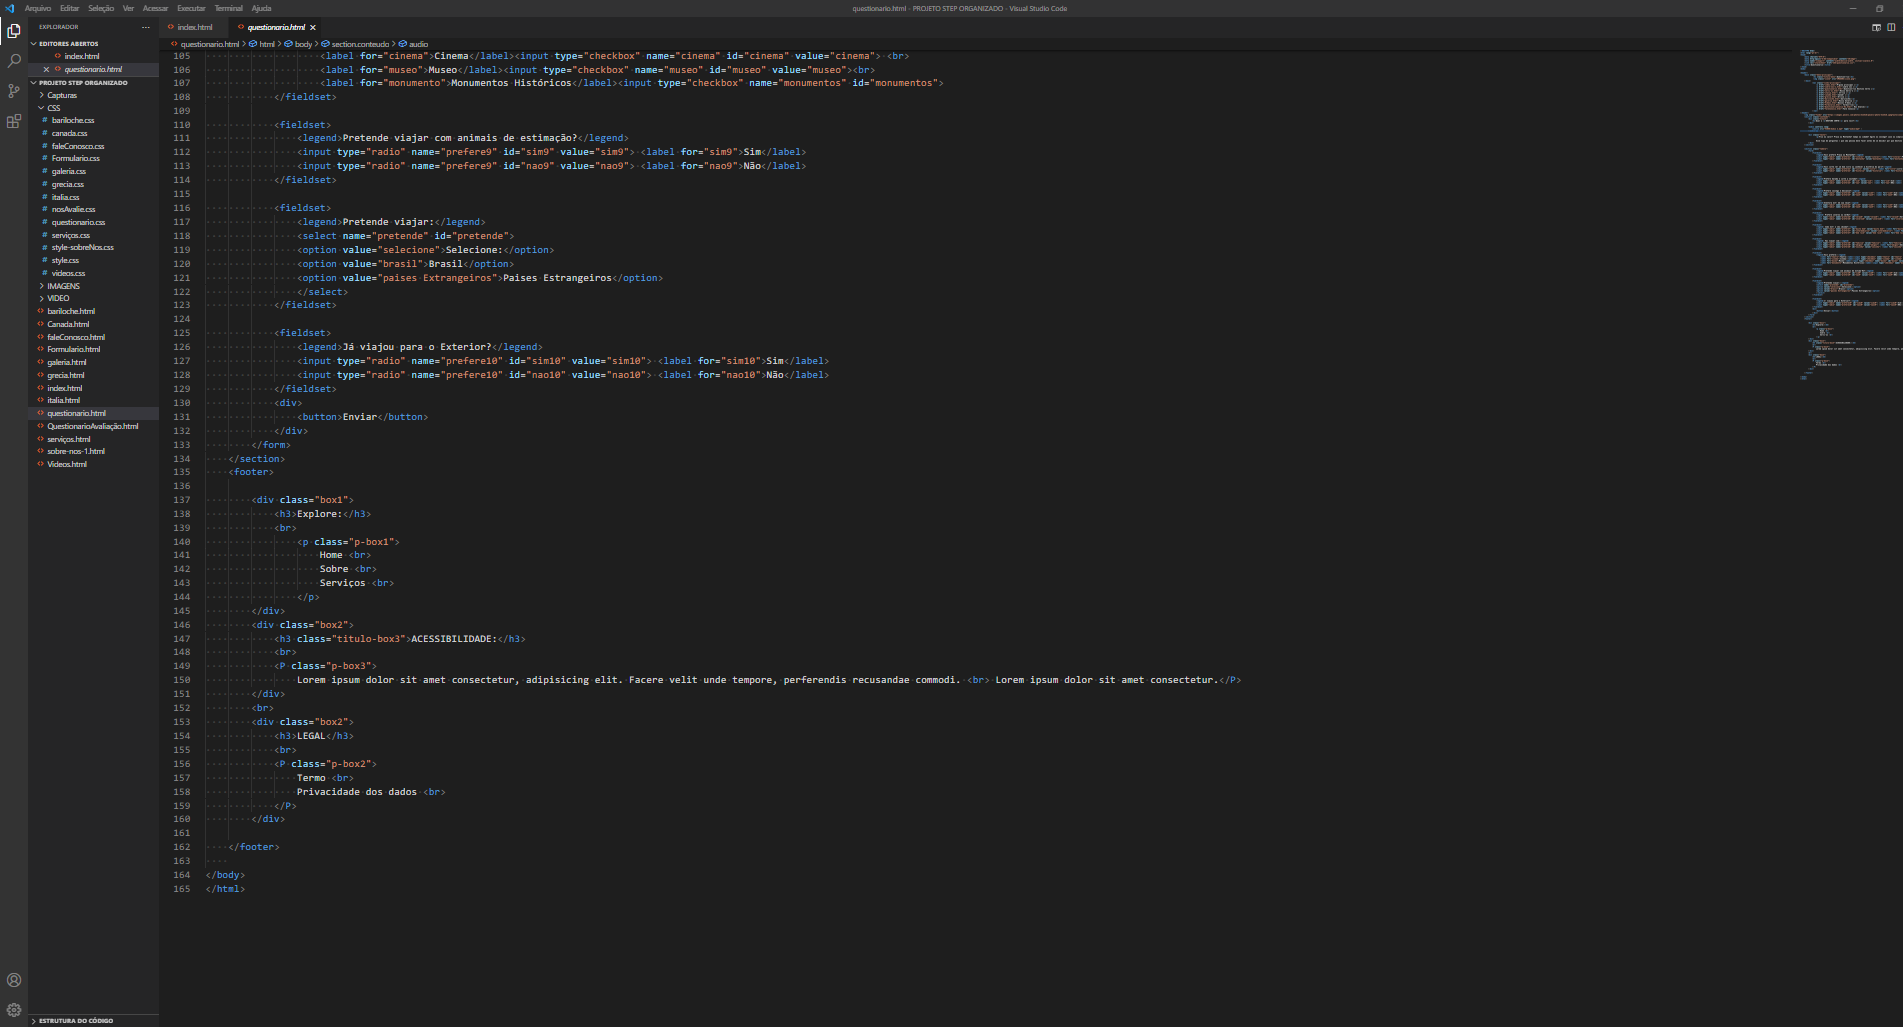 Arquivo Editar Seleção Ver Acessar Executar Terminal Ajuda
questionario.html - PROJETO STEP ORGANIZADO - Visual Studio Code
EXPLORADOR ...
EDITORES ABERTOS
index.html
questionario.html
PROJETO STEP ORGANIZADO
Capturas
CSS
# bariloche.css
# canada.css
# faleConosco.css
# Formulario.css
# galeria.css
# grecia.css
# italia.css
# nosAvalie.css
# questionario.css
# serviços.css
# style-sobreNos.css
# style.css
# videos.css
IMAGENS
VIDEO
bariloche.html
Canada.html
faleConosco.html
Formulario.html
galeria.html
grecia.html
index.html
italia.html
questionario.html
QuestionarioAvaliação.html
serviços.html
sobre-nos-1.html
Videos.html
ESTRUTURA DO CÓDIGO
index.html questionario.html
questionario.html > html > body > section.conteudo > audio
105 <label for="cinema">Cinema</label><input type="checkbox" name="cinema" id="cinema" value="cinema"> <br>
106 <label for="museo">Museo</label><input type="checkbox" name="museo" id="museo" value="museo"><br>
107 <label for="monumento">Monumentos Históricos</label><input type="checkbox" name="monumentos" id="monumentos">
108 </fieldset>
109
110 <fieldset>
111 <legend>Pretende viajar com animais de estimação?</legend>
112 <input type="radio" name="prefere9" id="sim9" value="sim9"> <label for="sim9">Sim</label>
113 <input type="radio" name="prefere9" id="nao9" value="nao9"> <label for="nao9">Não</label>
114 </fieldset>
115
116 <fieldset>
117 <legend>Pretende viajar:</legend>
118 <select name="pretende" id="pretende">
119 <option value="selecione">Selecione:</option>
120 <option value="brasil">Brasil</option>
121 <option value="paises Extrangeiros">Paises Estrangeiros</option>
122 </select>
123 </fieldset>
124
125 <fieldset>
126 <legend>Já viajou para o Exterior?</legend>
127 <input type="radio" name="prefere10" id="sim10" value="sim10"> <label for="sim10">Sim</label>
128 <input type="radio" name="prefere10" id="nao10" value="nao10"> <label for="nao10">Não</label>
129 </fieldset>
130 <div>
131 <button>Enviar</button>
132 </div>
133 </form>
134 </section>
135 <footer>
136
137 <div class="box1">
138 <h3>Explore:</h3>
139 <br>
140 <p class="p-box1">
141 Home <br>
142 Sobre <br>
143 Serviços <br>
144 </p>
145 </div>
146 <div class="box2">
147 <h3 class="titulo-box3">ACESSIBILIDADE:</h3>
148 <br>
149 <P class="p-box3">
150 Lorem ipsum dolor sit amet consectetur, adipisicing elit. Facere velit unde tempore, perferendis recusandae commodi. <br> Lorem ipsum dolor sit amet consectetur.</P>
151 </div>
152 <br>
153 <div class="box2">
154 <h3>LEGAL</h3>
155 <br>
156 <P class="p-box2">
157 Termo <br>
158 Privacidade dos dados <br>
159 </P>
160 </div>
161
162 </footer>
163
164 </body>
165 </html>